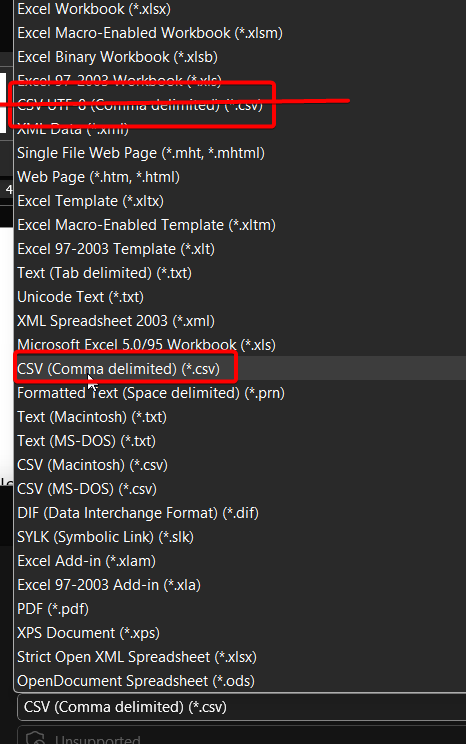 Excel Workbook (*.xlsx)
Excel Macro-Enabled Workbook (*.xlsm)
Excel Binary Workbook (*.xlsb)
Excel 97-2003 Workbook (*.xls)
CSV UTF-8 (Comma delimited) (*.csv)
XML Data (*.xml)
Single File Web Page (*.mht, *.mhtml)
Web Page (*.htm, *.html)
4
Excel Template (*.xltx)
Excel Macro-Enabled Template (*.xltm)
Excel 97-2003 Template (*.xlt)
Text (Tab delimited) (*.txt)
Unicode Text (*.txt)
XML Spreadsheet 2003 (*.xml)
Microsoft Excel 5.0/95 Workbook (*.xls)
CSV (Comma delimited) (*.csv)
Formatted Text (Space delimited) (*.prn)
Text (Macintosh) (*.txt)
Text (MS-DOS) (*.txt)
CSV (Macintosh) (*.csv)
CSV (MS-DOS) (*.csv)
DIF (Data Interchange Format) (*.dif)
SYLK (Symbolic Link) (*.slk)
Excel Add-in (*.xlam)
Excel 97-2003 Add-in (*.xla)
PDF (*.pdf)
XPS Document (*.xps)
Strict Open XML Spreadsheet (*.xlsx)
OpenDocument Spreadsheet (*.ods)
CSV (Comma delimited) (*.csv)
Unsupported